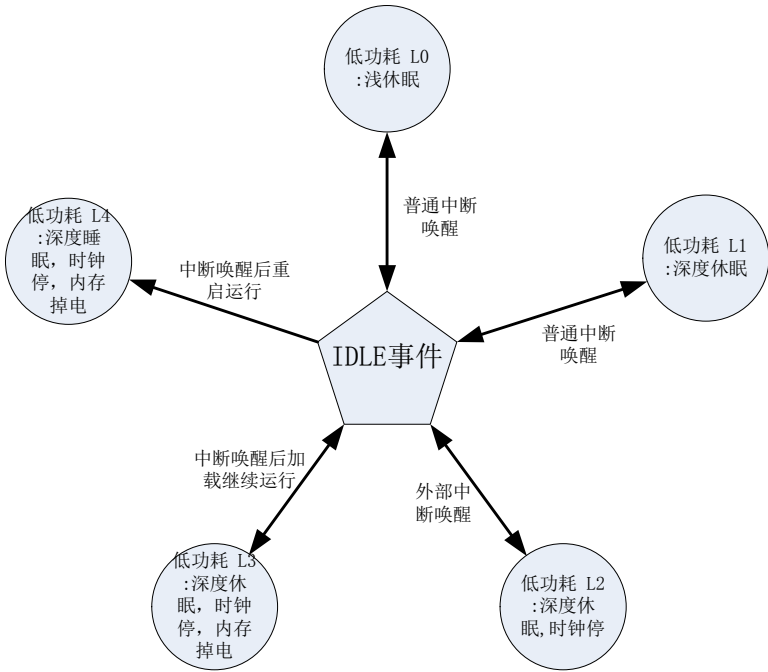 低功耗 L0
:浅休眠
普通中断
唤醒
低功耗 L4
:深度睡
眠，时钟
停，内存
掉电
低功耗 L1
:深度休眠
中断唤醒后重
启运行
IDLE事件
普通中断
唤醒
中断唤醒后加
载继续运行
外部中
断唤醒
低功耗 L3
:深度休
眠，时钟
停，内存
掉电
低功耗 L2
:深度休
眠,时钟停